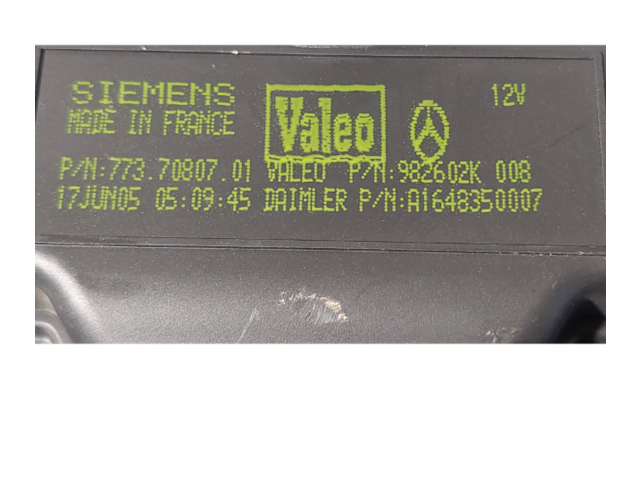 SIEMENS Valeo 12V
MADE IN FRANCE
P/N:773.70807.01 VALEO P/N:982602K 008
17JUN05 05:09:45 DAIMLER P/N:A1648350007